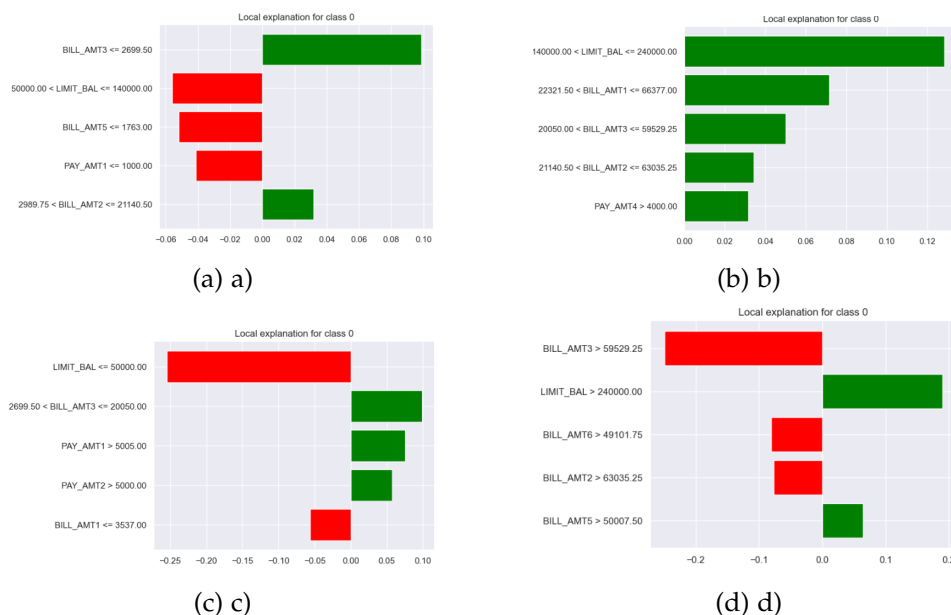 Local explanation for class 0
BILL_AMT3 <= 2699.50
50000.00 < LIMIT_BAL <= 140000.00
BILL_AMT5 <= 1763.00
PAY_AMT1 <= 1000.00
2989.75 < BILL_AMT2 <= 21140.50
−0.06 −0.04 −0.02 0.00 0.02 0.04 0.06 0.08 0.10
(a) a)
Local explanation for class 0
140000.00 < LIMIT_BAL <= 240000.00
22321.50 < BILL_AMT1 <= 66377.00
20050.00 < BILL_AMT3 <= 59529.25
21140.50 < BILL_AMT2 <= 63035.25
PAY_AMT4 > 4000.00
0.00 0.02 0.04 0.06 0.08 0.10 0.12
(b) b)
Local explanation for class 0
LIMIT_BAL <= 50000.00
2699.50 < BILL_AMT3 <= 20050.00
PAY_AMT1 > 5005.00
PAY_AMT2 > 5000.00
BILL_AMT1 <= 3537.00
−0.25 −0.20 −0.15 −0.10 −0.05 0.00 0.05 0.10
(c) c)
Local explanation for class 0
BILL_AMT3 > 59529.25
LIMIT_BAL > 240000.00
BILL_AMT6 > 49101.75
BILL_AMT2 > 63035.25
BILL_AMT5 > 50007.50
−0.2 −0.1 0.0 0.1
(d) d)